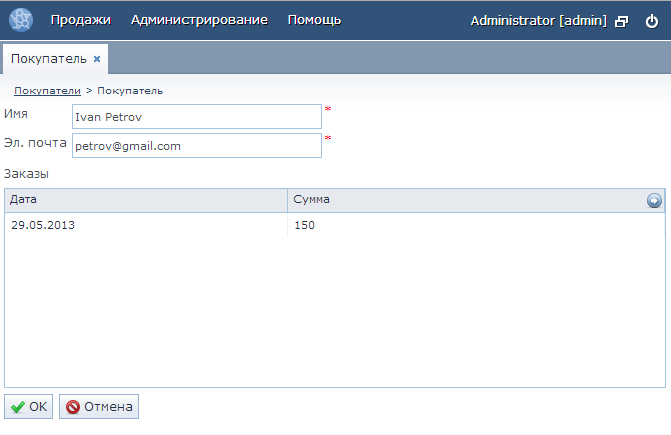 Продажи Администрирование Помощь Administrator [admin]
Покупатель
Покупатели > Покупатель
Имя Ivan Petrov *
Эл. почта petrov@gmail.com *
Заказы
Дата Сумма
29.05.2013 150
OK Отмена